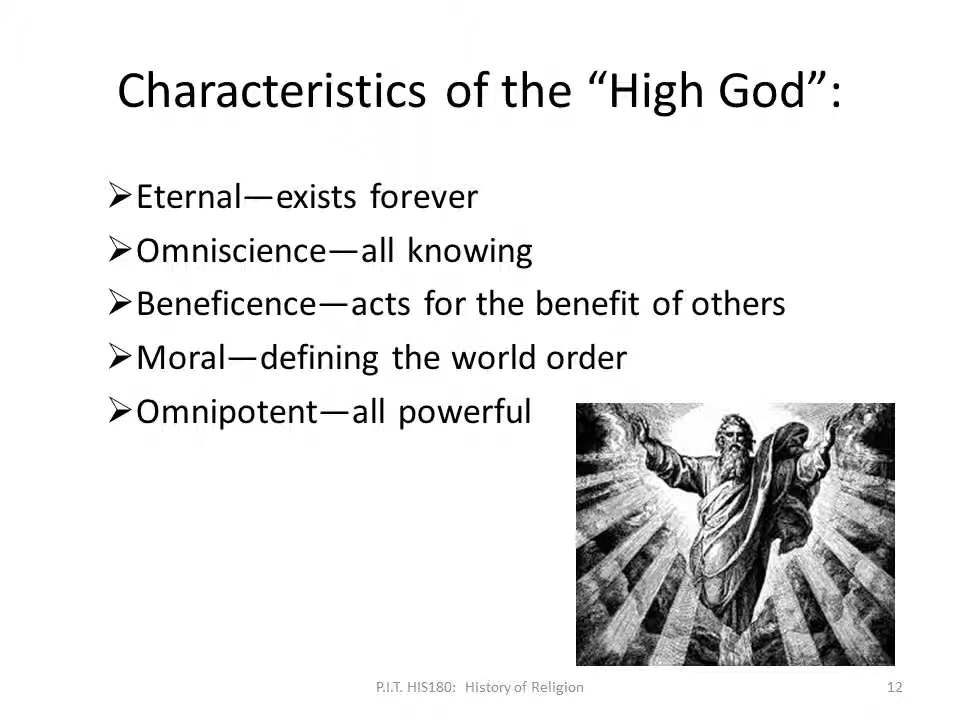 Characteristics of the “High God”:
➢Eternal—exists forever
➢Omniscience—all knowing
➢Beneficence—acts for the benefit of others
➢Moral—defining the world order
➢Omnipotent—all powerful
P.I.T. HIS180: History of Religion
12